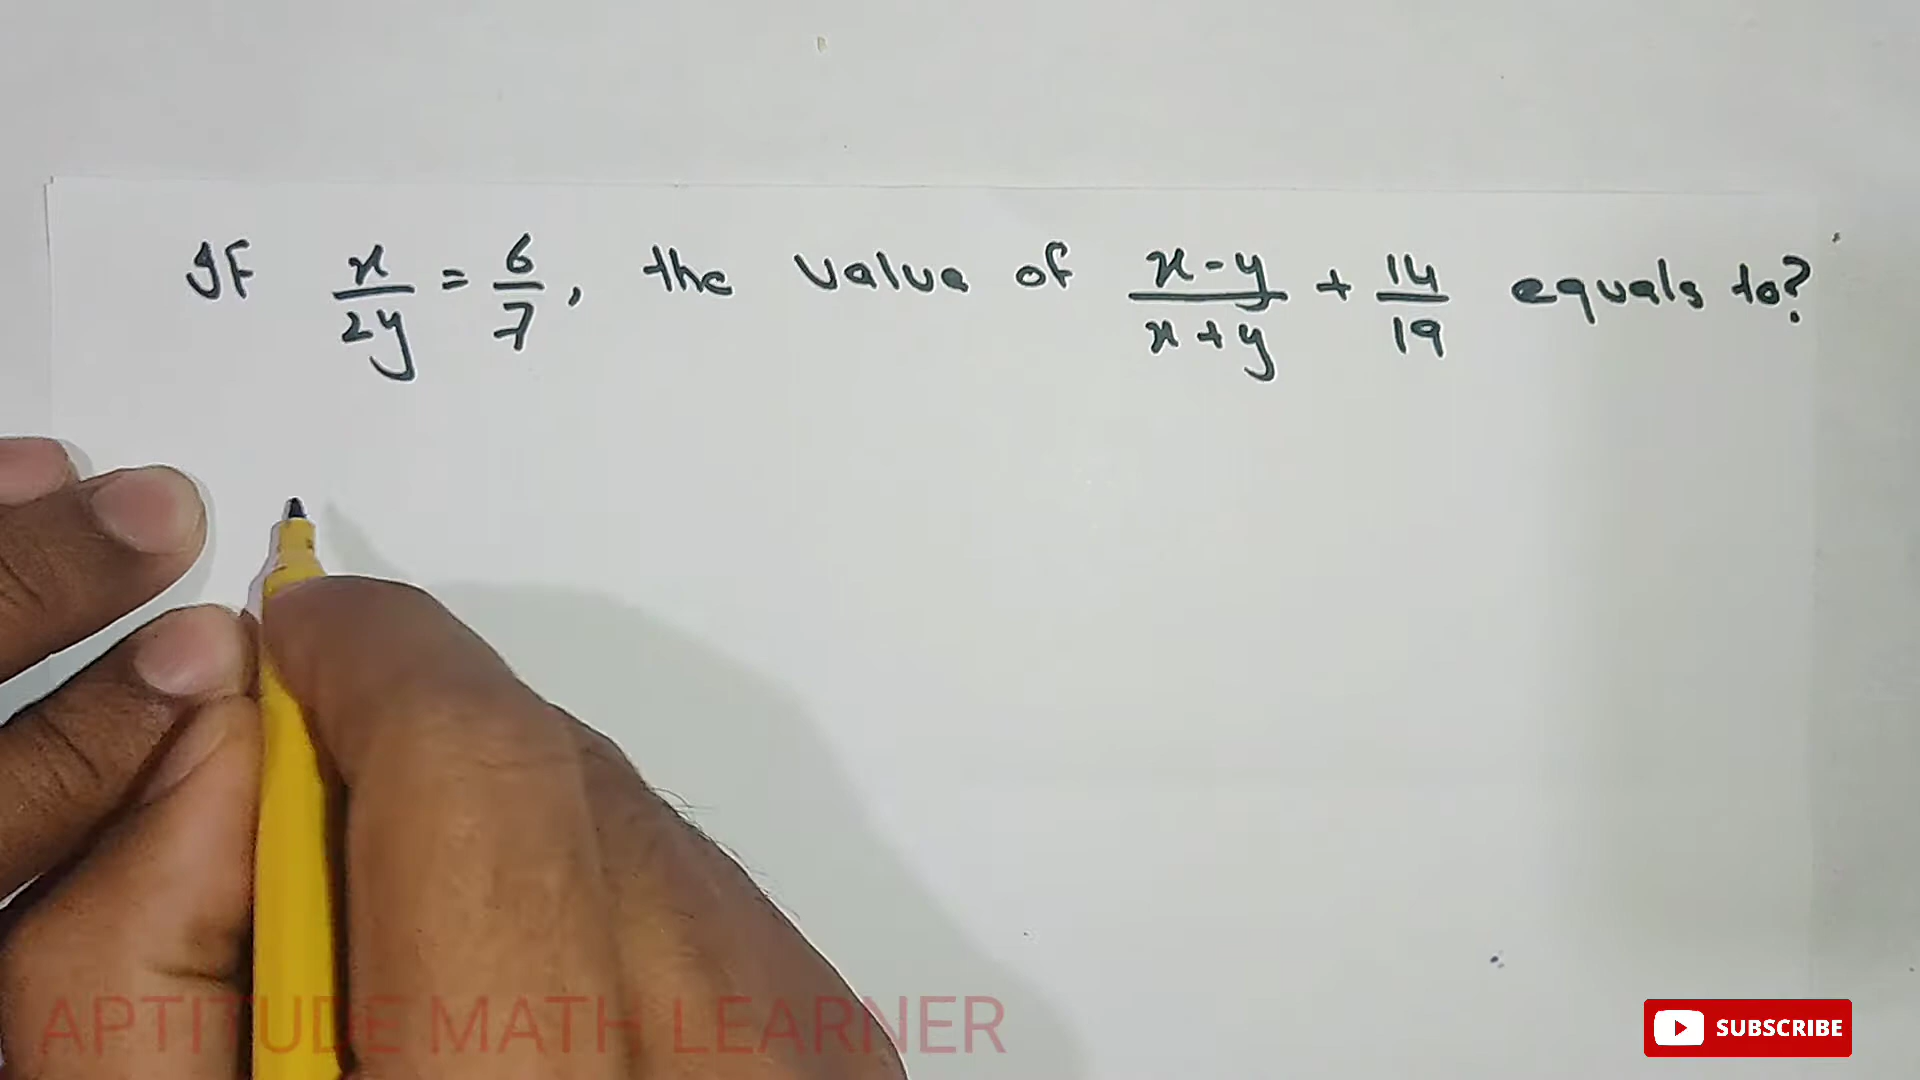 If x/2y = 6/7, the value of x-y/x+y + 14/19 equals to?
APTITUDE MATH LEARNER
SUBSCRIBE